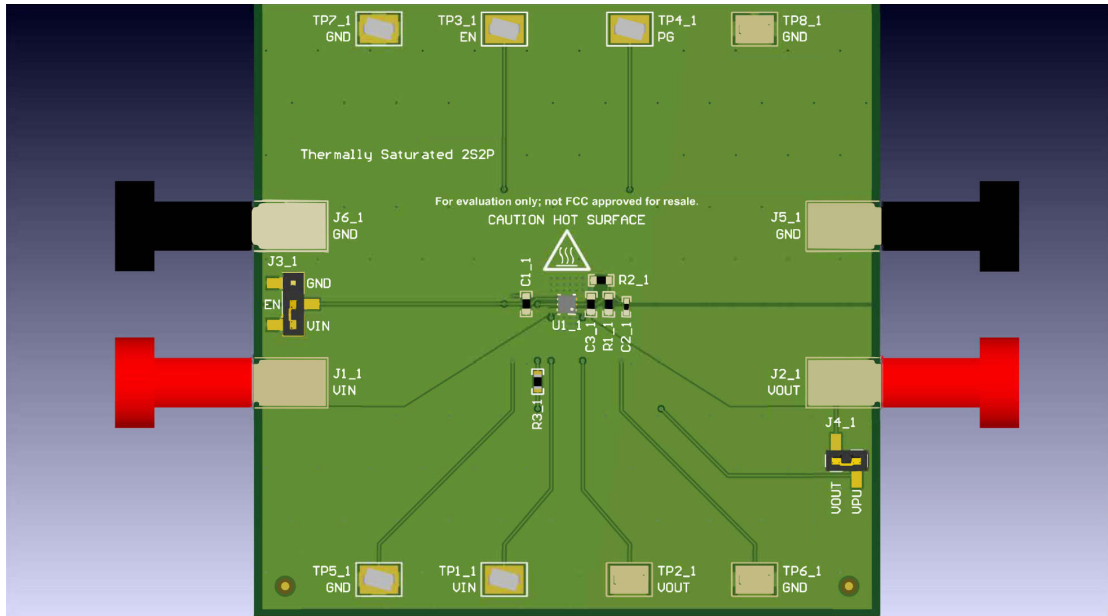 TP7_1
GND
TP3_1
EN
TP4_1
PG
TP8_1
GND
Thermally Saturated 2S2P
For evaluation only; not FCC approved for resale.
CAUTION HOT SURFACE
J6_1
GND
J5_1
GND
J3_1
GND
EN
VIN
C1_1
R2_1
U1_1
C3_1
R1_1
C2_1
J1_1
VIN
J2_1
VOUT
R3_1
J4_1
VOUT
VPU
TP5_1
GND
TP1_1
VIN
TP2_1
VOUT
TP6_1
GND